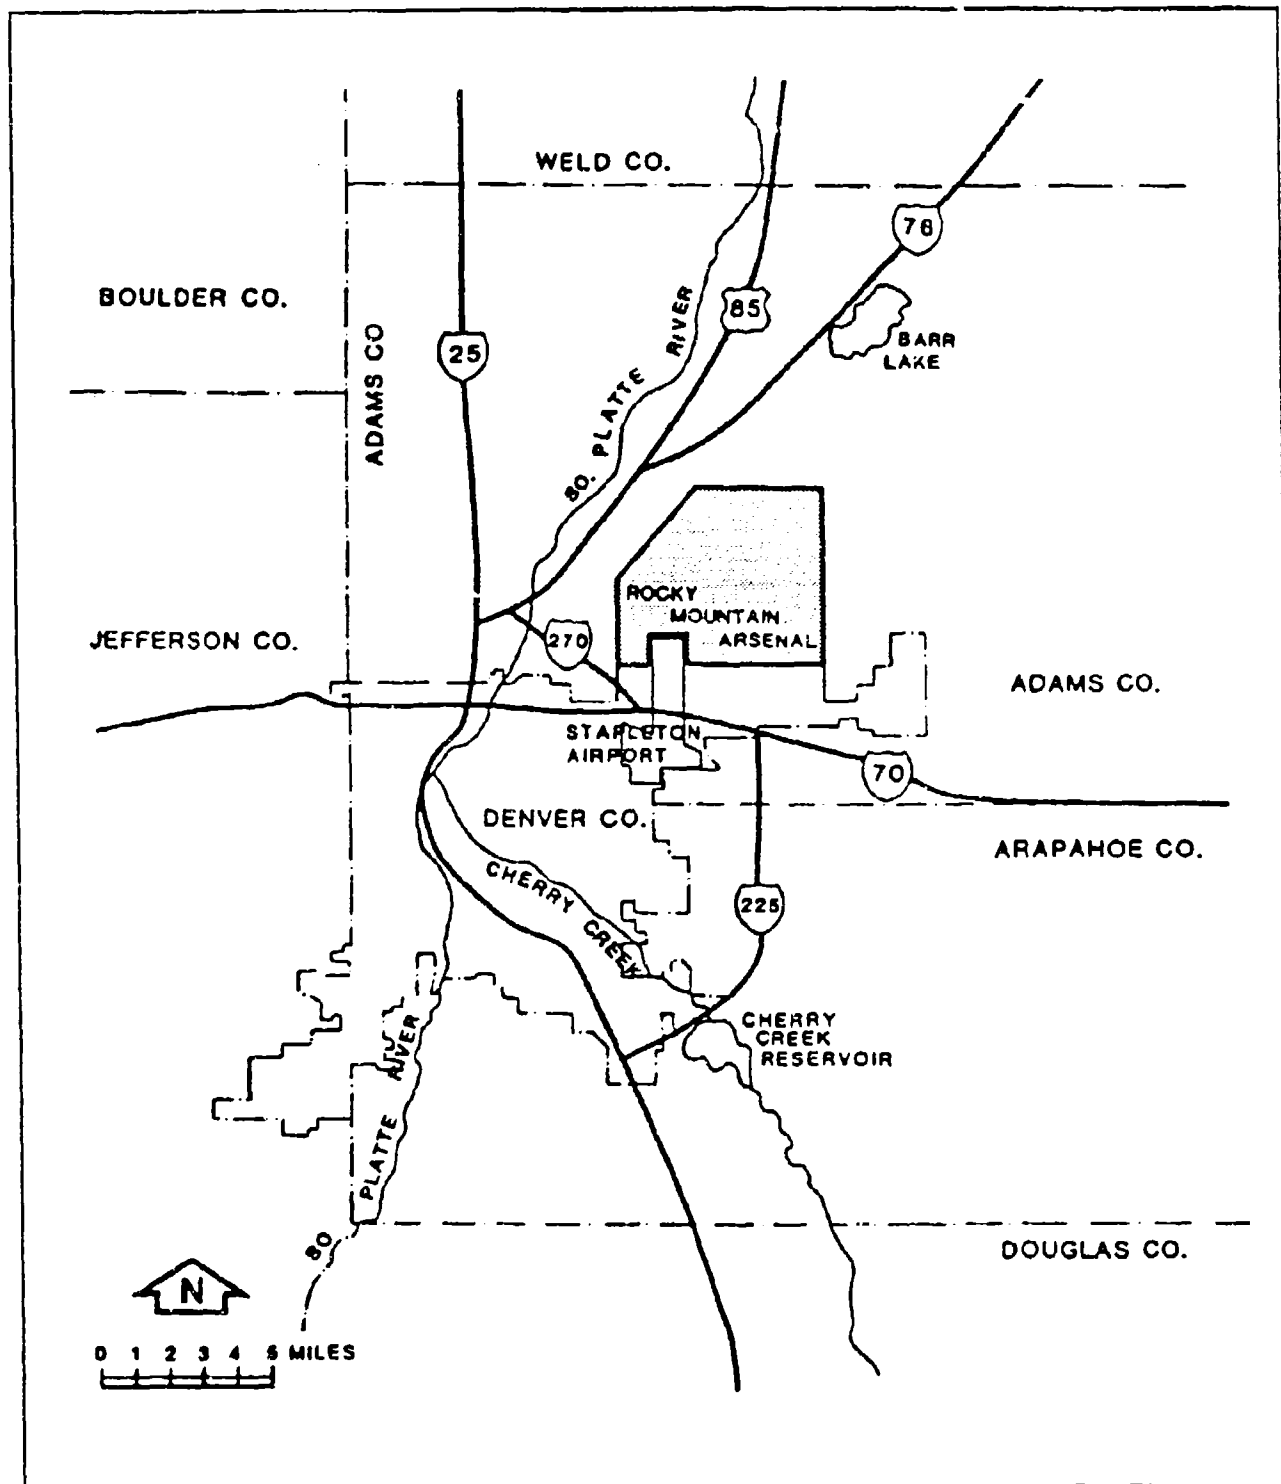 WELD CO.
76
BOULDER CO.
85
RIVER
BARR
LAKE
25
ADAMS CO
PLATTE
SO.
ROCKY
MOUNTAIN
ARSENAL
JEFFERSON CO.
270
ADAMS CO.
STAPLETON
AIRPORT
70
DENVER CO.
ARAPAHOE CO.
CHERRY
CREEK
225
CHERRY
CREEK
RESERVOIR
RIVER
PLATTE
SO
DOUGLAS CO.
N
0 1 2 3 4 5 MILES